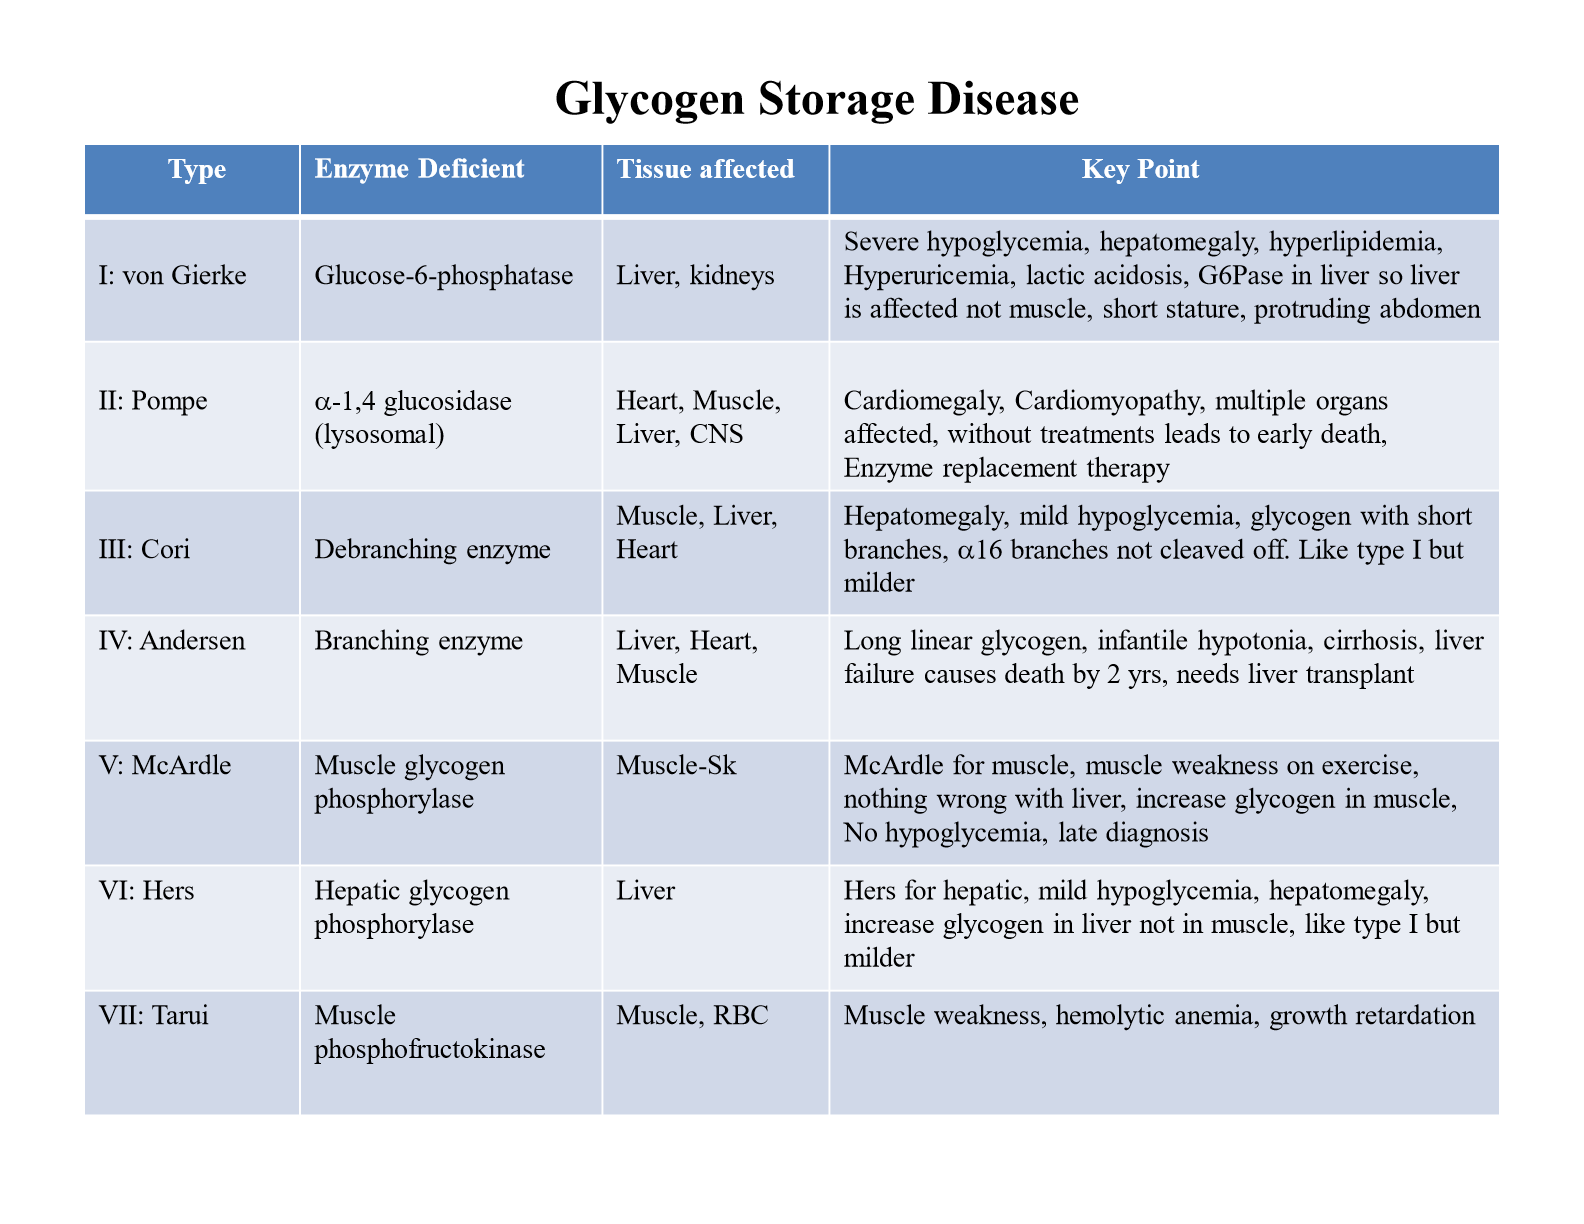 Glycogen Storage Disease
Type
Enzyme Deficient
Tissue affected
Key Point
I: von Gierke
Glucose-6-phosphatase
Liver, kidneys
Severe hypoglycemia, hepatomegaly, hyperlipidemia,
Hyperuricemia, lactic acidosis, G6Pase in liver so liver
is affected not muscle, short stature, protruding abdomen
II: Pompe
α-1,4 glucosidase
(lysosomal)
Heart, Muscle,
Liver, CNS
Cardiomegaly, Cardiomyopathy, multiple organs
affected, without treatments leads to early death,
Enzyme replacement therapy
III: Cori
Debranching enzyme
Muscle, Liver,
Heart
Hepatomegaly, mild hypoglycemia, glycogen with short
branches, α16 branches not cleaved off. Like type I but
milder
IV: Andersen
Branching enzyme
Liver, Heart,
Muscle
Long linear glycogen, infantile hypotonia, cirrhosis, liver
failure causes death by 2 yrs, needs liver transplant
V: McArdle
Muscle glycogen
phosphorylase
Muscle-Sk
McArdle for muscle, muscle weakness on exercise,
nothing wrong with liver, increase glycogen in muscle,
No hypoglycemia, late diagnosis
VI: Hers
Hepatic glycogen
phosphorylase
Liver
Hers for hepatic, mild hypoglycemia, hepatomegaly,
increase glycogen in liver not in muscle, like type I but
milder
VII: Tarui
Muscle
phosphofructokinase
Muscle, RBC
Muscle weakness, hemolytic anemia, growth retardation